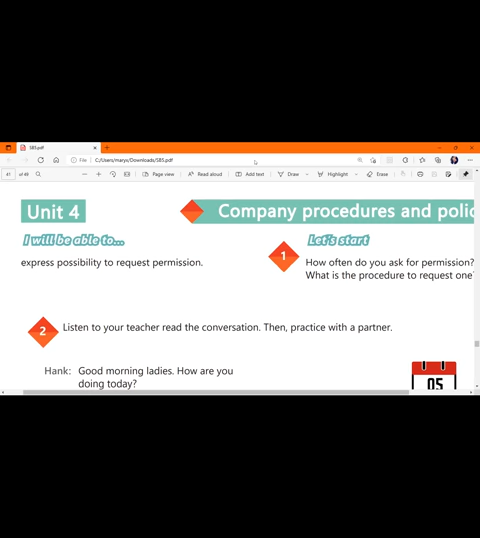 SB5.pdf
File C:/Users/maryx/Downloads/SB5.pdf
41 of 49 Page view Read aloud Add text Draw Highlight Erase
Unit 4 Company procedures and polic
I will be able to... Let's start
express possibility to request permission.
1 How often do you ask for permission?
What is the procedure to request one
2 Listen to your teacher read the conversation. Then, practice with a partner.
Hank: Good morning ladies. How are you
doing today?
05